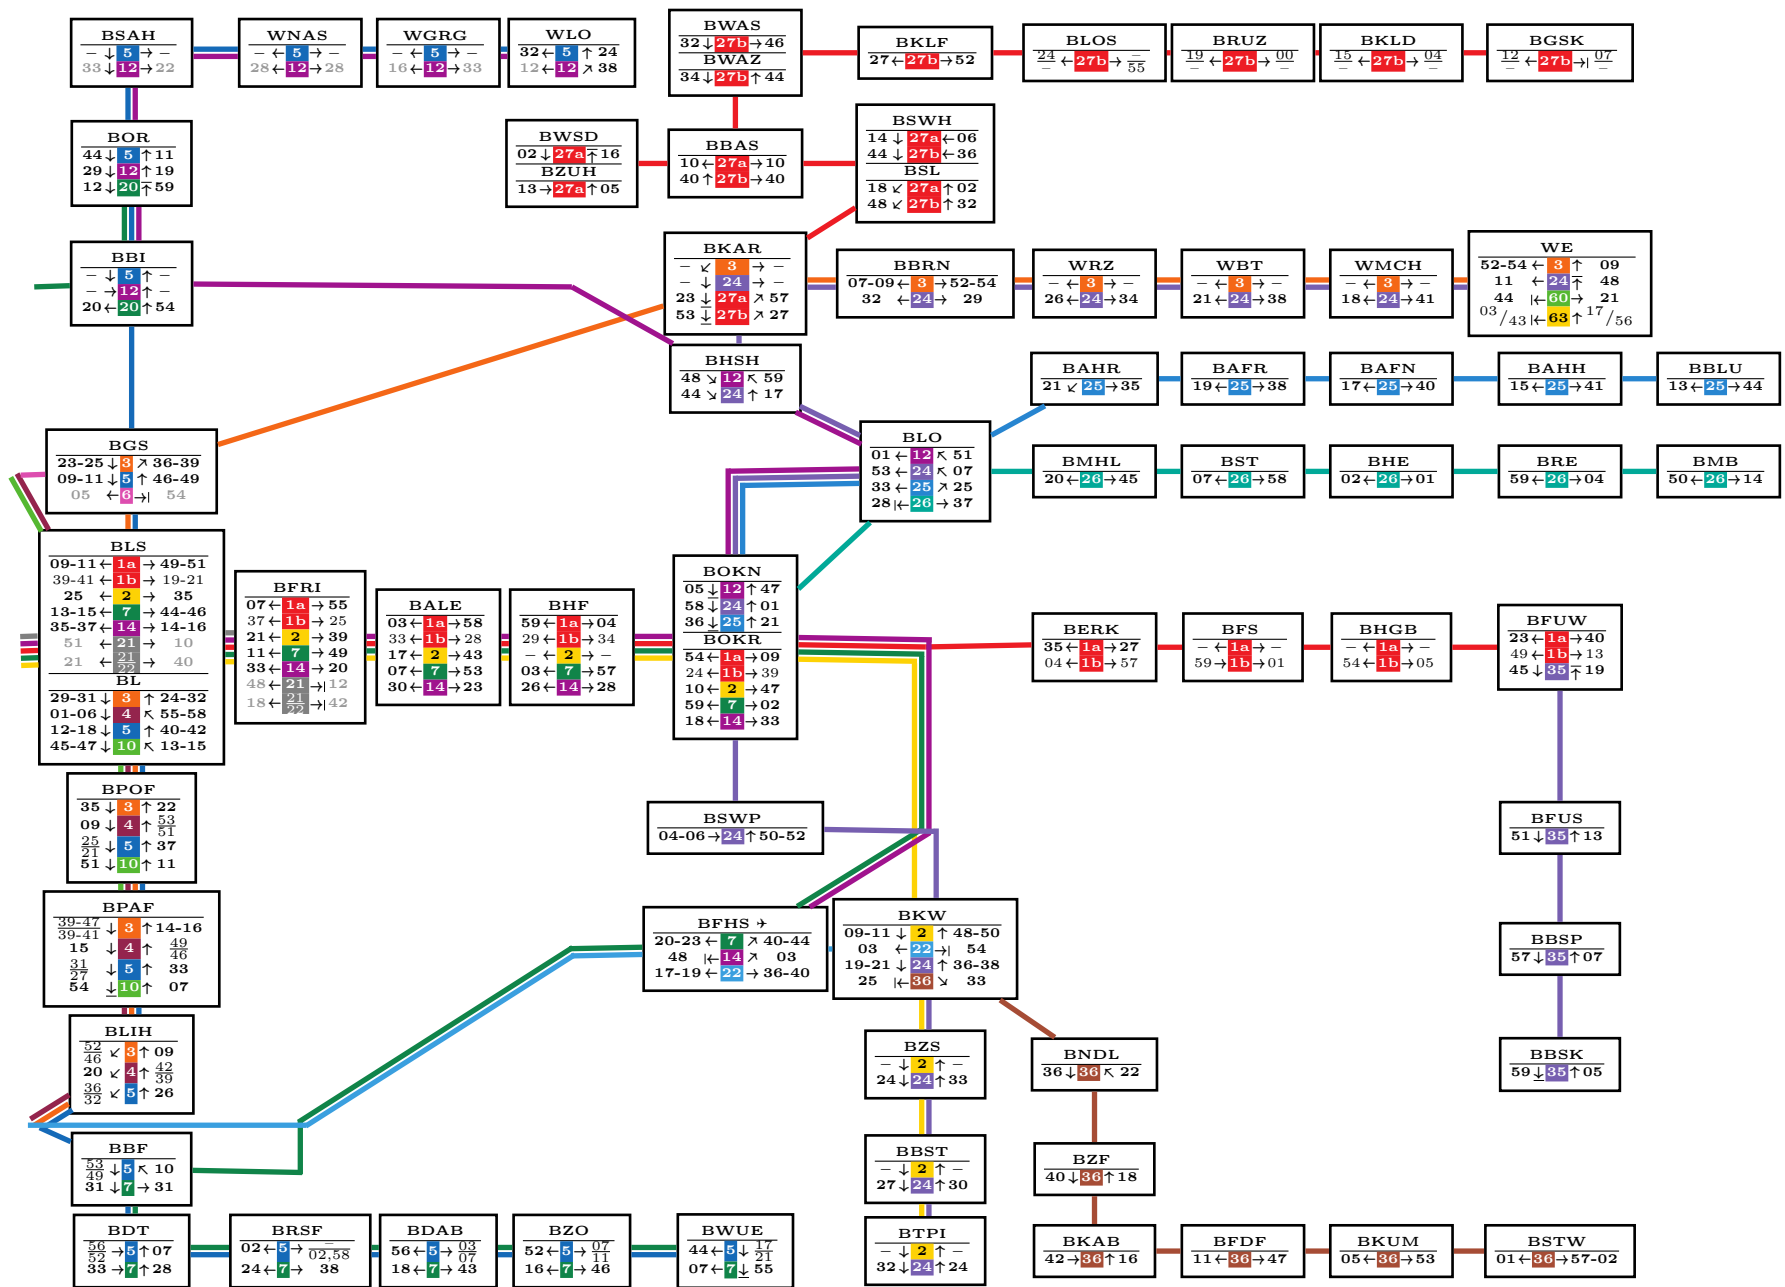 BSAH
– ↓ 5 → –
33 ↓ 12 → 22
WNAS
– ← 5 → –
28 ← 12 → 28
WGRG
– ← 5 → –
16 ← 12 → 33
WLO
32 ← 5 ↑ 24
12 ← 12 ↗ 38
BWAS
32 ↓ 27b → 46
BWAZ
34 ↓ 27b ↑ 44
BKLF
27 ← 27b → 52
BLOS
24/– ← 27b → –/55
BRUZ
19/– ← 27b → 00/–
BKLD
15/– ← 27b → 04/–
BGSK
12/– ← 27b →| 07/–
BOR
44 ↓ 5 ↑ 11
29 ↓ 12 ↑ 19
12 ↓ 20 ↑ 59
BWSD
02 ↓ 27a ↑ 16
BZUH
13 → 27a ↑ 05
BBAS
10 ← 27a → 10
40 ↑ 27b → 40
BSWH
14 ↓ 27a ← 06
44 ↓ 27b ← 36
BSL
18 ↙ 27a ↑ 02
48 ↙ 27b ↑ 32
BBI
– ↓ 5 ↑ –
– → 12 ↑ –
20 ← 20 ↑ 54
BKAR
– ↙ 3 → –
– ↓ 24 → –
23 ↓ 27a ↗ 57
53 ↓ 27b ↗ 27
BBRN
07-09 ← 3 → 52-54
32 ← 24 → 29
WRZ
– ← 3 → –
26 ← 24 → 34
WBT
– ← 3 → –
21 ← 24 → 38
WMCH
– ← 3 → –
18 ← 24 → 41
WE
52-54 ← 3 ↑ 09
11 ← 24 ↑ 48
44 |← 60 → 21
03/43 |← 63 ↑ 17/56
BHSH
48 ↘ 12 ↖ 59
44 ↘ 24 ↑ 17
BAHR
21 ↙ 25 → 35
BAFR
19 ← 25 → 38
BAFN
17 ← 25 → 40
BAHH
15 ← 25 → 41
BBLU
13 ← 25 → 44
BGS
23-25 ↓ 3 ↗ 36-39
09-11 ↓ 5 ↑ 46-49
05 ← 6 →| 54
BLO
01 ← 12 ↖ 51
53 ← 24 ↖ 07
33 ← 25 ↗ 25
28 |← 26 → 37
BMHL
20 ← 26 → 45
BST
07 ← 26 → 58
BHE
02 ← 26 → 01
BRE
59 ← 26 → 04
BMB
50 ← 26 → 14
BLS
09-11 ← 1a → 49-51
39-41 ← 1b → 19-21
25 ← 2 → 35
13-15 ← 7 → 44-46
35-37 ← 14 → 14-16
51 ← 21 → 10
21 ← 21/22 → 40
BL
29-31 ↓ 3 ↑ 24-32
01-06 ↓ 4 ↖ 55-58
12-18 ↓ 5 ↑ 40-42
45-47 ↓ 10 ↖ 13-15
BFRI
07 ← 1a → 55
37 ← 1b → 25
21 ← 2 → 39
11 ← 7 → 49
33 ← 14 → 20
48 ← 21 →| 12
18 ← 21/22 →| 42
BALE
03 ← 1a → 58
33 ← 1b → 28
17 ← 2 → 43
07 ← 7 → 53
30 ← 14 → 23
BHF
59 ← 1a → 04
29 ← 1b → 34
– ← 2 → –
03 ← 7 → 57
26 ← 14 → 28
BOKN
05 ↓ 12 ↑ 47
58 ↓ 24 ↑ 01
36 ↓ 25 ↑ 21
BOKR
54 ← 1a → 09
24 ← 1b → 39
10 ← 2 → 47
59 ← 7 → 02
18 ← 14 → 33
BERK
35 ← 1a → 27
04 ← 1b → 57
BFS
– ← 1a → –
59 → 1b → 01
BHGB
– ← 1a → –
54 ← 1b → 05
BFUW
23 ← 1a → 40
49 ← 1b → 13
45 ↓ 35 ↑ 19
BPOF
35 ↓ 3 ↑ 22
09 ↓ 4 ↑ 53/51
25/21 ↓ 5 ↑ 37
51 ↓ 10 ↑ 11
BSWP
04-06 → 24 ↑ 50-52
BFUS
51 ↓ 35 ↑ 13
BPAF
39-47/39-41 ↓ 3 ↑ 14-16
15 ↓ 4 ↑ 49/46
31/27 ↓ 5 ↑ 33
54 ↓ 10 ↑ 07
BFHS ✈
20-23 ← 7 ↗ 40-44
48 |← 14 ↗ 03
17-19 ← 22 → 36-40
BKW
09-11 ↓ 2 ↑ 48-50
03 ← 22 →| 54
19-21 ↓ 24 ↑ 36-38
25 |← 36 ↘ 33
BBSP
57 ↓ 35 ↑ 07
BLIH
52/46 ↙ 3 ↑ 09
20 ↙ 4 ↑ 42/39
36/32 ↙ 5 ↑ 26
BZS
– ↓ 2 ↑ –
24 ↓ 24 ↑ 33
BNDL
36 ↓ 36 ↖ 22
BBSK
59 ↓ 35 ↑ 05
BBF
53/49 ↓ 5 ↖ 10
31 ↓ 7 → 31
BBST
– ↓ 2 ↑ –
27 ↓ 24 ↑ 30
BZF
40 ↓ 36 ↑ 18
BDT
56/52 → 5 ↑ 07
33 → 7 ↑ 28
BRSF
02 ← 5 → –/02,58
24 ← 7 → 38
BDAB
56 ← 5 → 03/07
18 ← 7 → 43
BZO
52 ← 5 → 07/11
16 ← 7 → 46
BWUE
44 ← 5 ↓ 17/21
07 ← 7 ↓ 55
BTPI
– ↓ 2 ↑ –
32 ↓ 24 ↑ 24
BKAB
42 → 36 ↑ 16
BFDF
11 ← 36 → 47
BKUM
05 ← 36 → 53
BSTW
01 ← 36 → 57-02